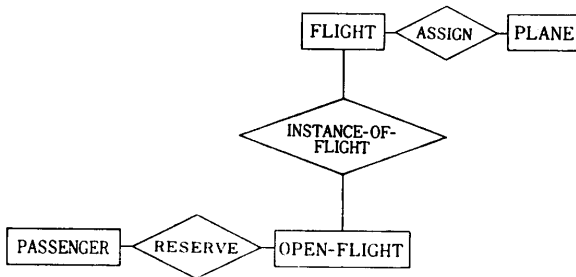 FLIGHT
ASSIGN
PLANE
INSTANCE-OF-
FLIGHT
PASSENGER
RESERVE
OPEN-FLIGHT